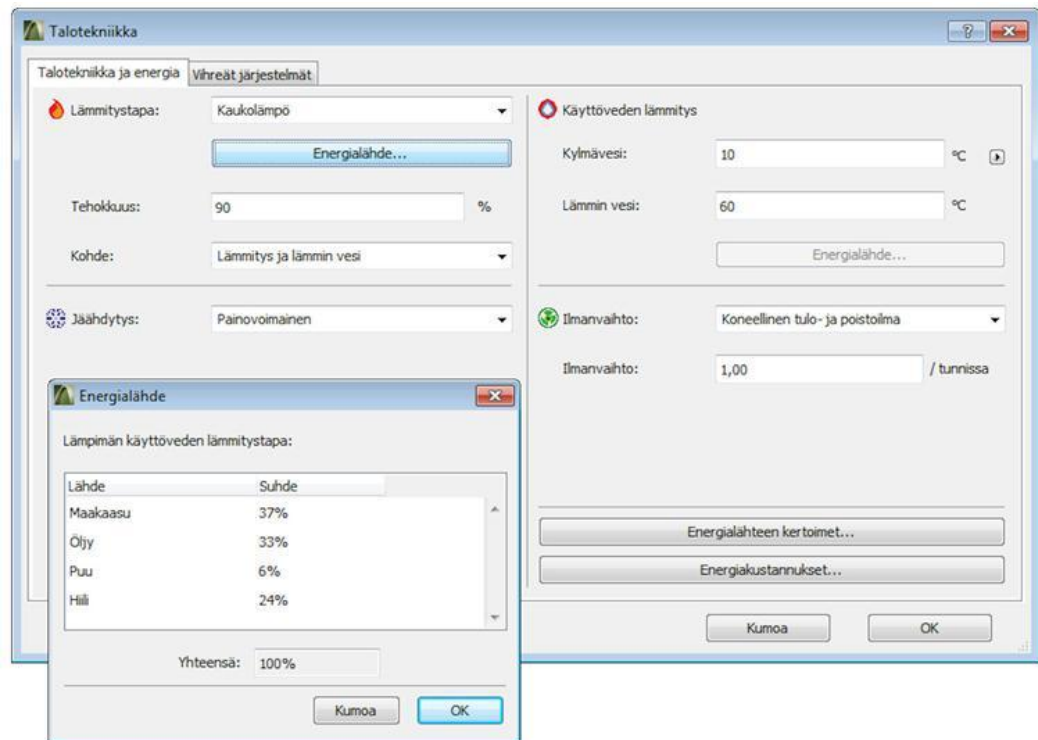 Talotekniikka
Talotekniikka ja energia
Vihreät järjestelmät
Lämmitystapa: Kaukolämpö
Energialähde...
Tehokkuus: 90 %
Kohde: Lämmitys ja lämmin vesi
Jäähdytys: Painovoimainen
Käyttöveden lämmitys
Kylmävesi: 10 °C
Lämmin vesi: 60 °C
Energialähde...
Ilmanvaihto: Koneellinen tulo- ja poistoilma
Ilmanvaihto: 1,00 / tunnissa
Energialähteen kertoimet...
Energiakustannukset...
Kumoa OK
Energialähde
Lämpimän käyttöveden lämmitystapa:
Lähde Suhde
Maakaasu 37%
Öljy 33%
Puu 6%
Hiili 24%
Yhteensä: 100%
Kumoa OK